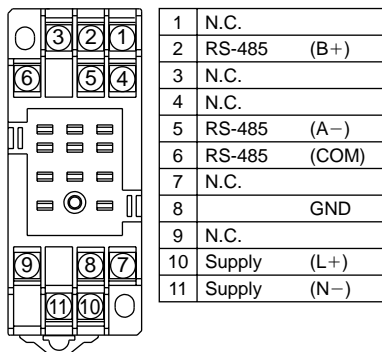 3 2 1
6 5 4
9 8 7
11 10
1 N.C.
2 RS-485 (B+)
3 N.C.
4 N.C.
5 RS-485 (A−)
6 RS-485 (COM)
7 N.C.
8 GND
9 N.C.
10 Supply (L+)
11 Supply (N−)